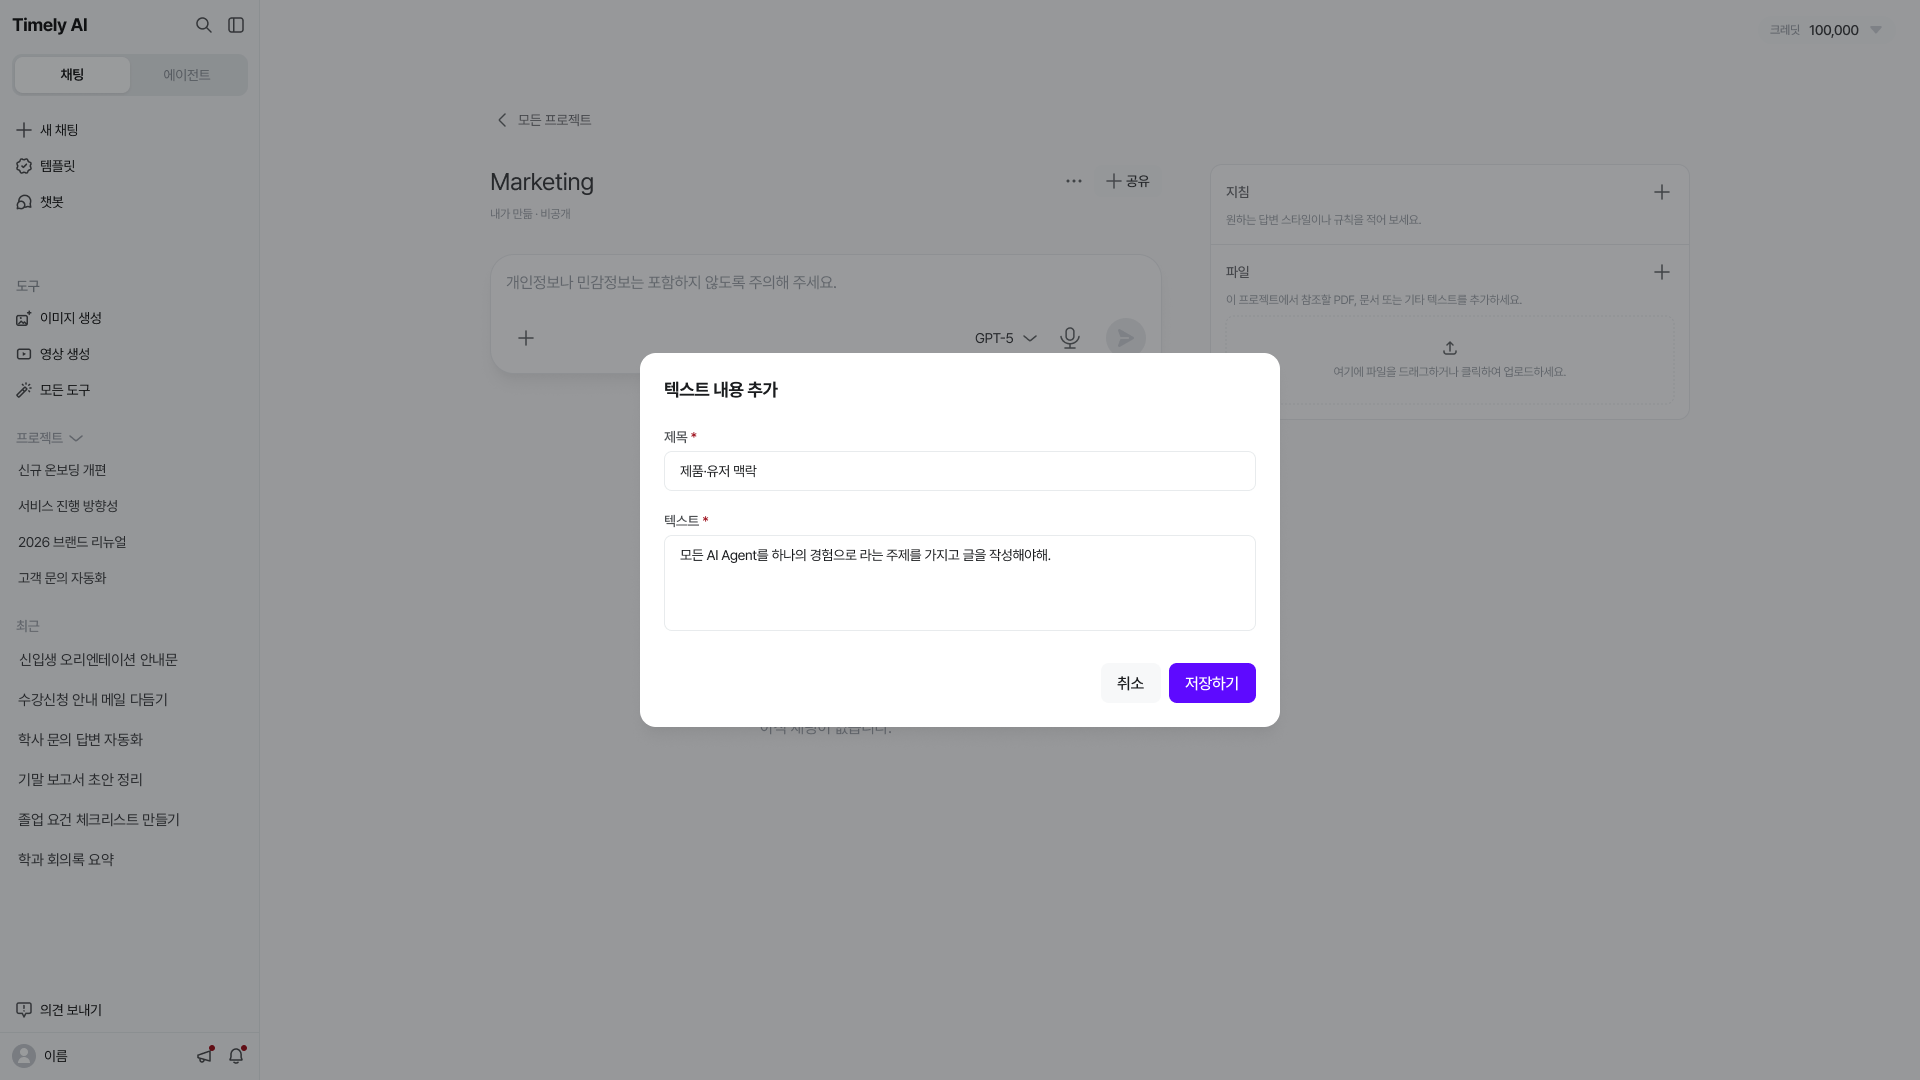 Timely AI
채팅
에이전트
새 채팅
템플릿
챗봇
도구
이미지 생성
영상 생성
모든 도구
프로젝트
신규 온보딩 개편
서비스 진행 방향성
2026 브랜드 리뉴얼
고객 문의 자동화
최근
신입생 오리엔테이션 안내문
수강신청 안내 메일 다듬기
학사 문의 답변 자동화
기말 보고서 초안 정리
졸업 요건 체크리스트 만들기
학과 회의록 요약
의견 보내기
이름
크레딧 100,000
모든 프로젝트
Marketing
공유
내가 만듦 · 비공개
개인정보나 민감정보는 포함하지 않도록 주의해 주세요.
GPT-5
지침
원하는 답변 스타일이나 규칙을 적어 보세요.
파일
이 프로젝트에서 참조할 PDF, 문서 또는 기타 텍스트를 추가하세요.
여기에 파일을 드래그하거나 클릭하여 업로드하세요.
텍스트 내용 추가
제목 *
제품·유저 맥락
텍스트 *
모든 AI Agent를 하나의 경험으로 라는 주제를 가지고 글을 작성해야해.
취소
저장하기